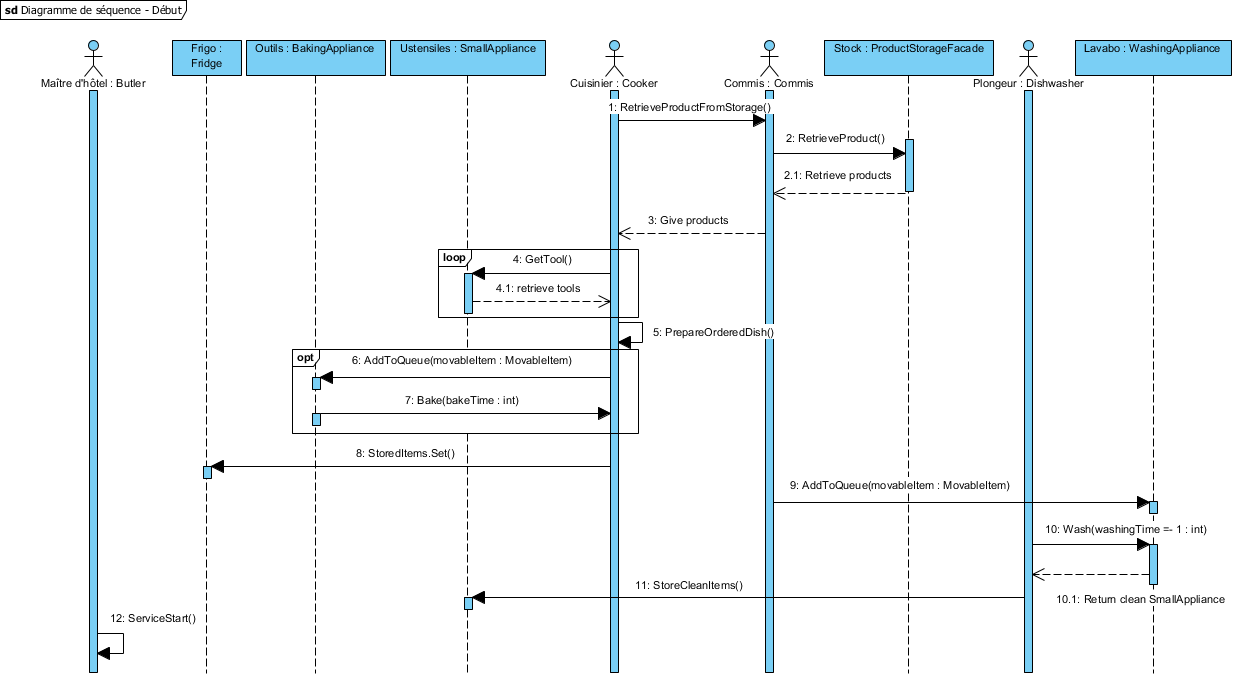 sd Diagramme de séquence - Début
Frigo :
Fridge
Outils : BakingAppliance
Ustensiles : SmallAppliance
Stock : ProductStorageFacade
Lavabo : WashingAppliance
Maître d'hôtel : Butler
Cuisinier : Cooker
Commis : Commis
Plongeur : Dishwasher
1: RetrieveProductFromStorage()
2: RetrieveProduct()
2.1: Retrieve products
3: Give products
loop
4: GetTool()
4.1: retrieve tools
5: PrepareOrderedDish()
opt
6: AddToQueue(movableItem : MovableItem)
7: Bake(bakeTime : int)
8: StoredItems.Set()
9: AddToQueue(movableItem : MovableItem)
10: Wash(washingTime =- 1 : int)
11: StoreCleanItems()
10.1: Return clean SmallAppliance
12: ServiceStart()